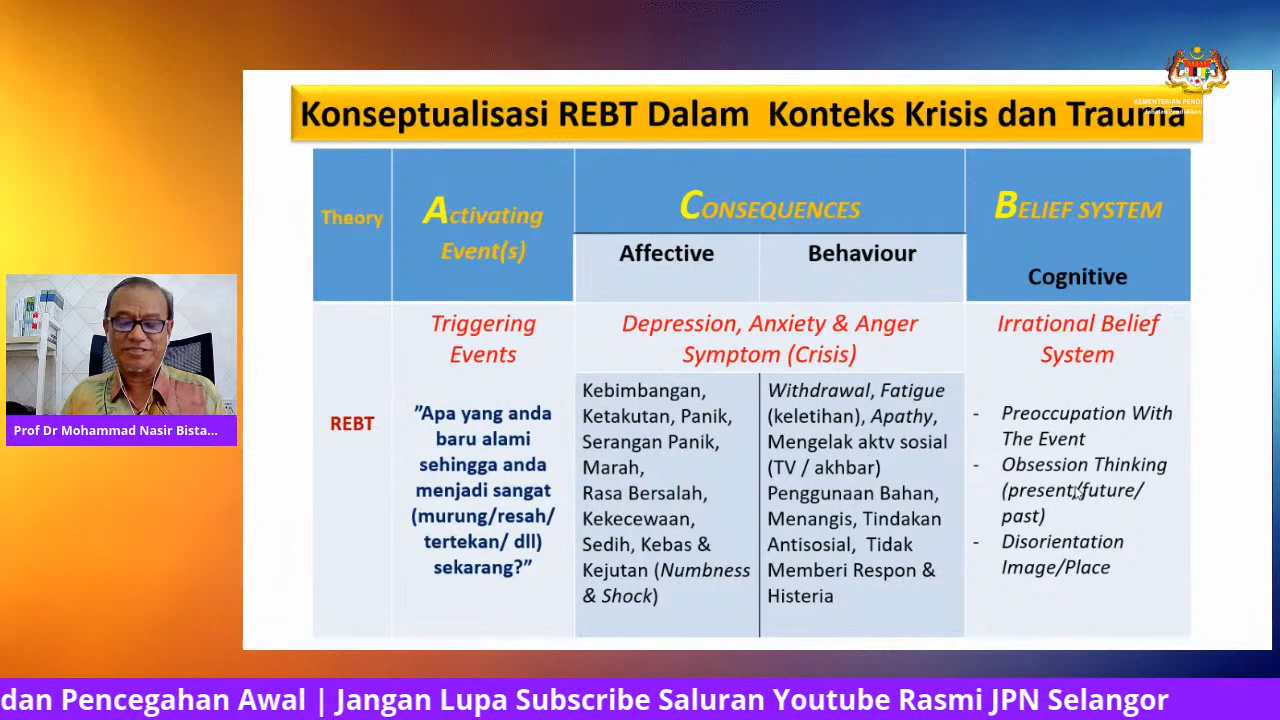 Konseptualisasi REBT Dalam Konteks Krisis dan Trauma
KEMENTERIAN
Theory
Activating
Event(s)
CONSEQUENCES
Affective
Behaviour
BELIEF SYSTEM
Cognitive
REBT
Triggering
Events
”Apa yang anda
baru alami
sehingga anda
menjadi sangat
(murung/resah/
tertekan/ dll)
sekarang?”
Depression, Anxiety & Anger
Symptom (Crisis)
Kebimbangan,
Ketakutan, Panik,
Serangan Panik,
Marah,
Rasa Bersalah,
Kekecewaan,
Sedih, Kebas &
Kejutan (Numbness
& Shock)
Withdrawal, Fatigue
(keletihan), Apathy,
Mengelak aktv sosial
(TV / akhbar)
Penggunaan Bahan,
Menangis, Tindakan
Antisosial, Tidak
Memberi Respon &
Histeria
Irrational Belief
System
- Preoccupation With
The Event
- Obsession Thinking
(present/future/
past)
- Disorientation
Image/Place
Prof Dr Mohammad Nasir Bista...
dan Pencegahan Awal | Jangan Lupa Subscribe Saluran Youtube Rasmi JPN Selangor